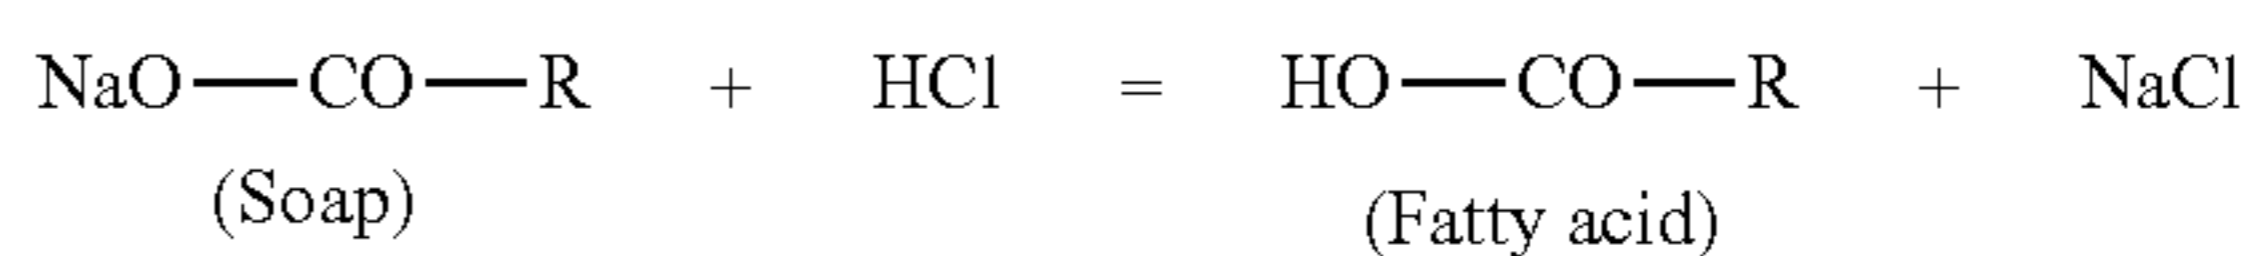 NaO—CO—R + HCl = HO—CO—R + NaCl
(Soap) (Fatty acid)